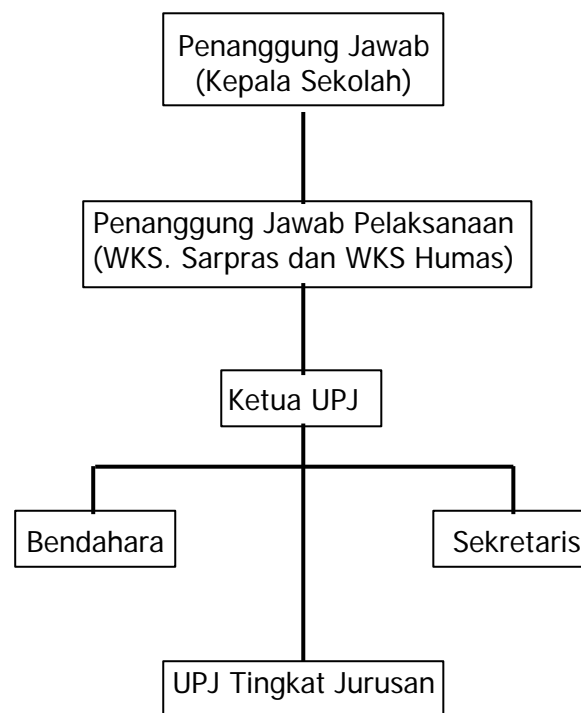 Penanggung Jawab
(Kepala Sekolah)
Penanggung Jawab Pelaksanaan
(WKS. Sarpras dan WKS Humas)
Ketua UPJ
Bendahara
Sekretaris
UPJ Tingkat Jurusan